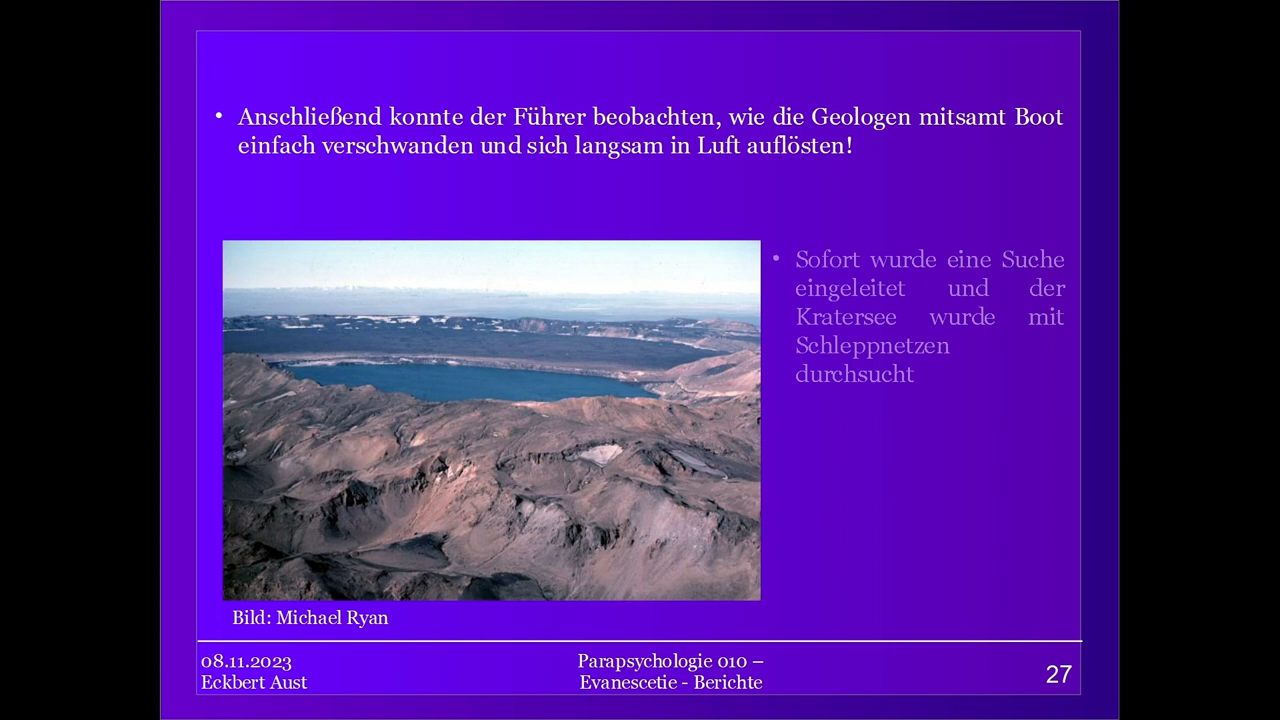 • Anschließend konnte der Führer beobachten, wie die Geologen mitsamt Boot
einfach verschwanden und sich langsam in Luft auflösten!
• Sofort wurde eine Suche
eingeleitet und der
Kratersee wurde mit
Schleppnetzen
durchsucht
Bild: Michael Ryan
08.11.2023
Eckbert Aust
Parapsychologie 010 –
Evanescetie - Berichte
27